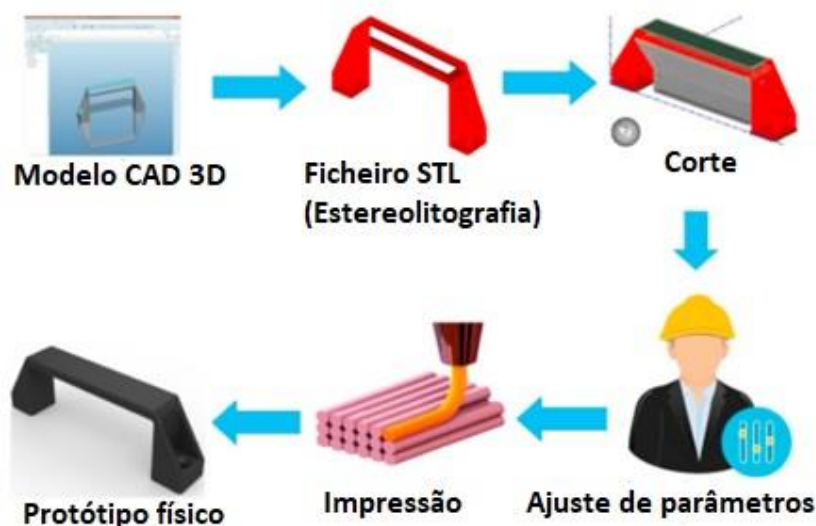 Modelo CAD 3D
Ficheiro STL
(Estereolitografia)
Corte
Ajuste de parâmetros
Impressão
Protótipo físico